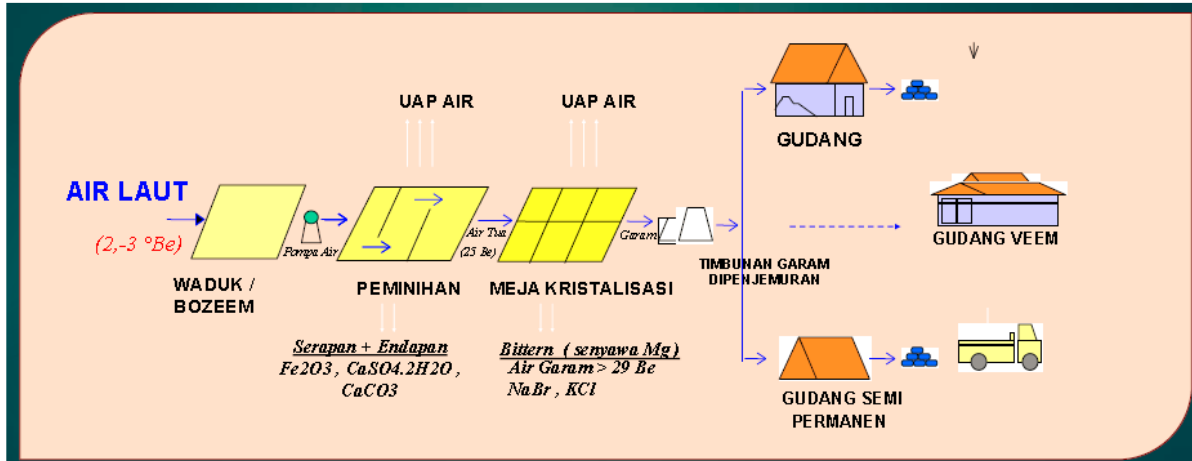 UAP AIR
UAP AIR
GUDANG
AIR LAUT
(2,-3 °Be)
Pompa Air
Air Tua
(25 Be)
Garam
GUDANG VEEM
WADUK /
BOZEEM
PEMINIHAN
MEJA KRISTALISASI
TIMBUNAN GARAM
DIPENJEMURAN
Serapan + Endapan
Fe2O3 , CaSO4.2H2O ,
CaCO3
Bittern ( senyawa Mg)
Air Garam > 29 Be
NaBr , KCl
GUDANG SEMI
PERMANEN